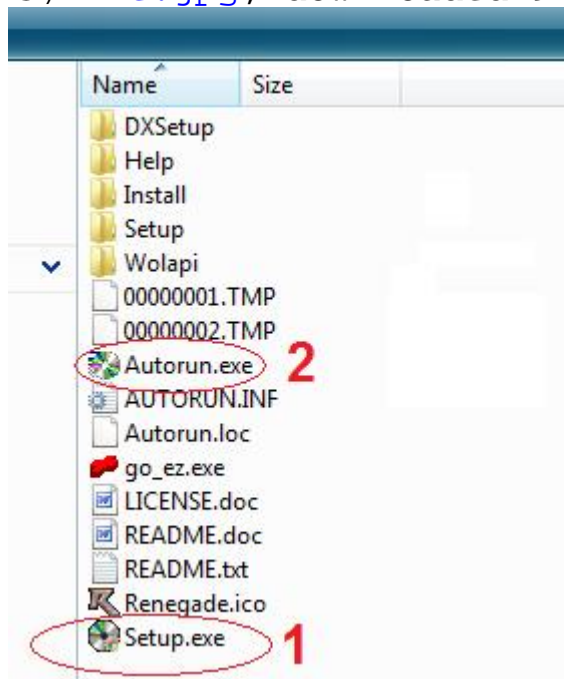 Name Size
DXSetup
Help
Install
Setup
Wolapi
00000001.TMP
00000002.TMP
Autorun.exe 2
AUTORUN.INF
Autorun.loc
go_ez.exe
LICENSE.doc
README.doc
README.txt
Renegade.ico
Setup.exe 1